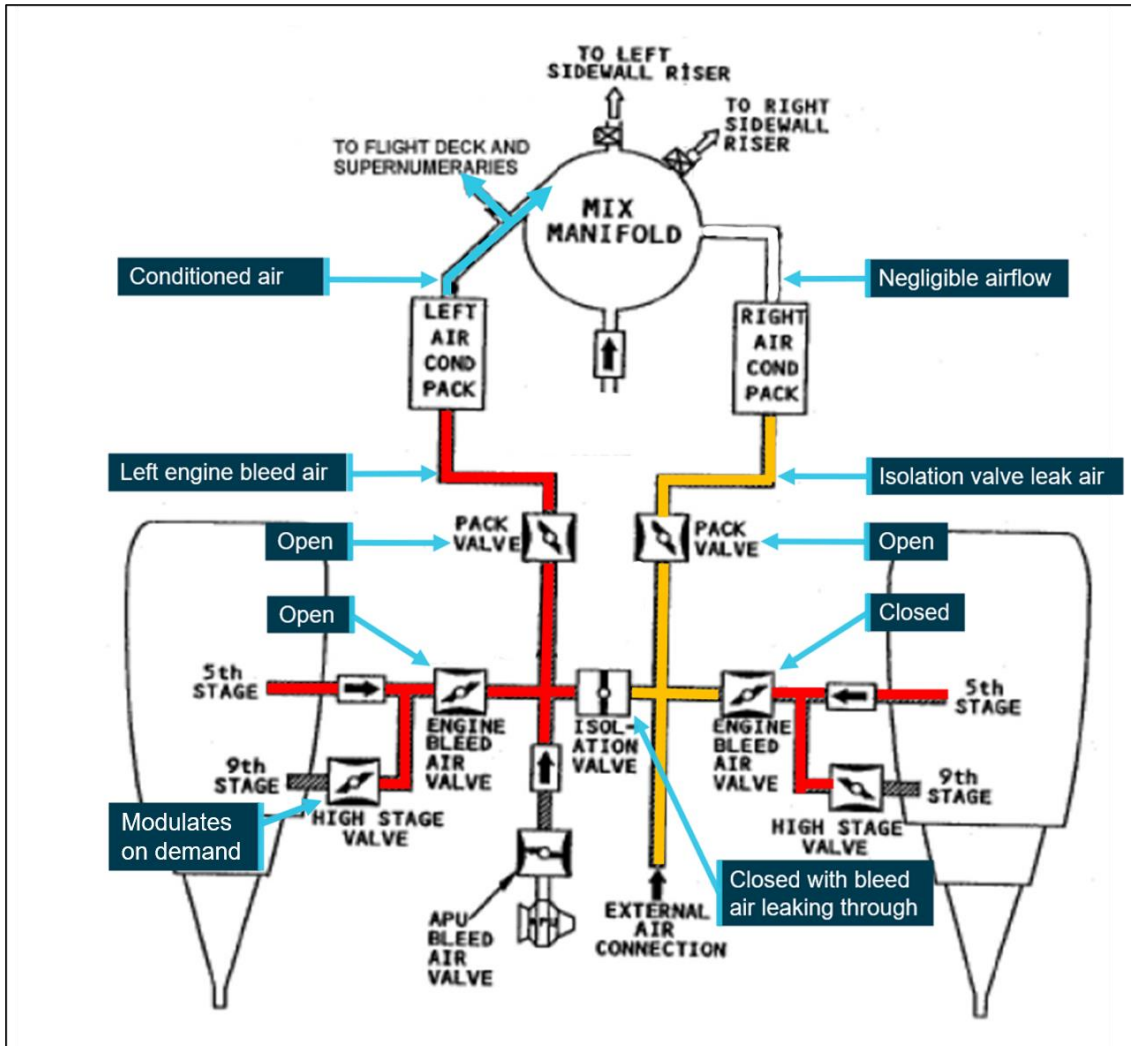 TO LEFT
SIDEWALL RISER
TO RIGHT
SIDEWALL
RISER
TO FLIGHT DECK AND
SUPERNUMERARIES
MIX
MANIFOLD
Conditioned air
Negligible airflow
LEFT
AIR
COND
PACK
RIGHT
AIR
COND
PACK
Left engine bleed air
Isolation valve leak air
PACK
VALVE
PACK
VALVE
Open
Open
Open
Closed
5th
STAGE
5th
STAGE
ENGINE
BLEED
AIR
VALVE
ISOL-
ATION
VALVE
ENGINE
BLEED
AIR
VALVE
9th
STAGE
9th
STAGE
HIGH STAGE
VALVE
HIGH STAGE
VALVE
Modulates
on demand
Closed with bleed
air leaking through
APU
BLEED
AIR
VALVE
APU
EXTERNAL
AIR
CONNECTION